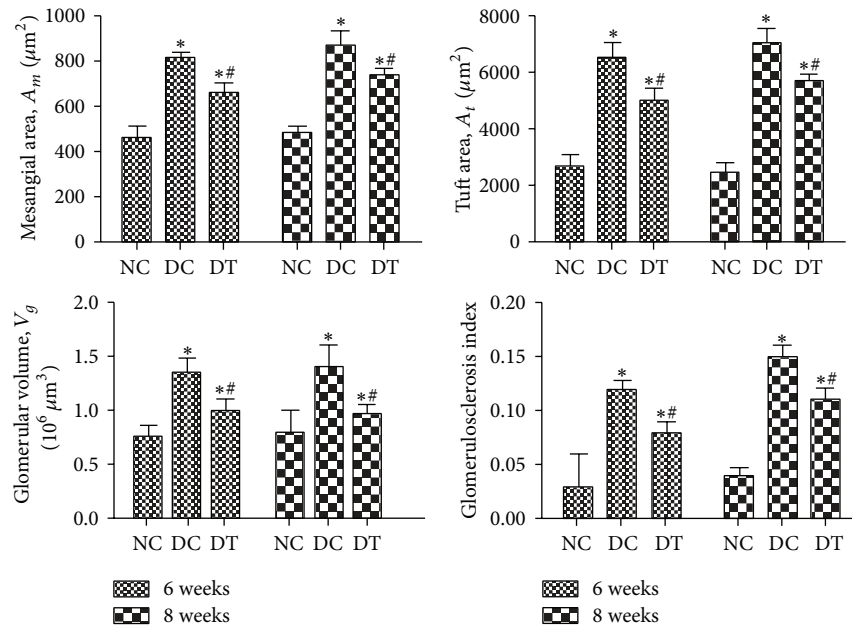 Mesangial area, A_m (μm²)
1000
800
600
400
200
0
*
*#
*
*#
NC DC DT NC DC DT
Tuft area, A_t (μm²)
8000
6000
4000
2000
0
*
*#
*
*#
NC DC DT NC DC DT
Glomerular volume, V_g
(10⁶ μm³)
2.0
1.5
1.0
0.5
0.0
*
*#
*
*#
NC DC DT NC DC DT
6 weeks
8 weeks
Glomerulosclerosis index
0.20
0.15
0.10
0.05
0.00
*
*#
*
*#
NC DC DT NC DC DT
6 weeks
8 weeks